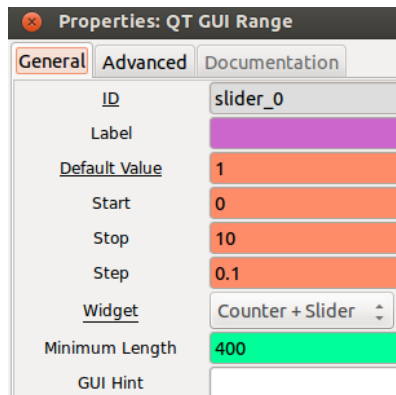 Properties: QT GUI Range
General Advanced Documentation
ID slider_0
Label
Default Value 1
Start 0
Stop 10
Step 0.1
Widget Counter + Slider
Minimum Length 400
GUI Hint